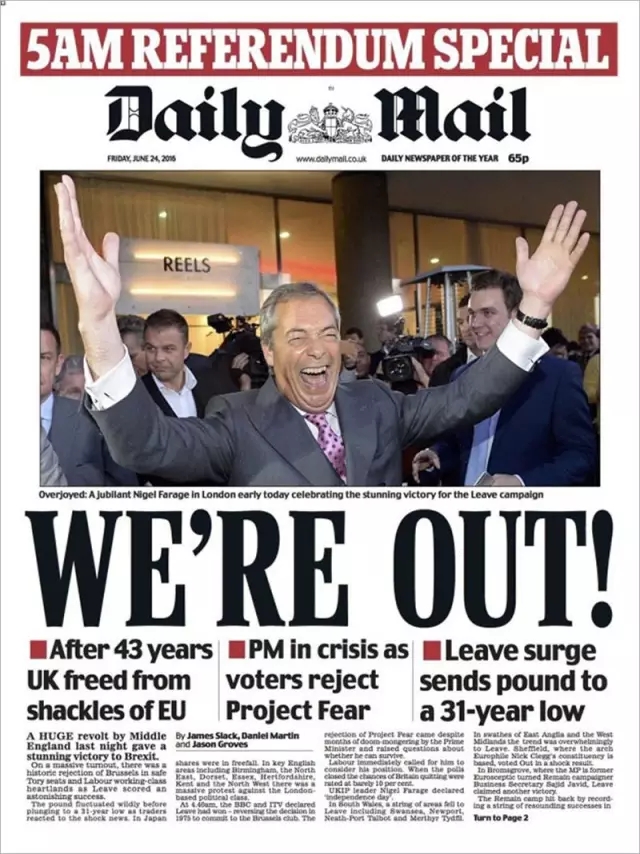 5AM REFERENDUM SPECIAL
Daily Mail
FRIDAY, JUNE 24, 2016
www.dailymail.co.uk
DAILY NEWSPAPER OF THE YEAR
65p
REELS
Overjoyed: A jubilant Nigel Farage in London early today celebrating the stunning victory for the Leave campaign
WE'RE OUT!
After 43 years
UK freed from
shackles of EU
PM in crisis as
voters reject
Project Fear
Leave surge
sends pound to
a 31-year low
A HUGE revolt by Middle
England last night gave a
stunning victory to Brexit.
On a massive turnout, there was a
historic rejection of Brussels in safe
Tory seats and Labour working-class
heartlands as Leave scored an
astonishing success.
The pound fluctuated wildly before
plunging to a 31-year low as traders
reacted to the shock news. In Japan
By James Slack, Daniel Martin
and Jason Groves
shares were in freefall. In key English
areas including Birmingham, the North
East, Dorset, Essex, Hertfordshire,
Kent and the North West there was a
massive protest against the London-
based political class.
At 4.40am, the BBC and ITV declared
Leave had won – reversing the decision in
1975 to commit to the Brussels club. The
rejection of Project Fear came despite
months of doom-mongering by the Prime
Minister and raised questions about
whether he can survive.
Labour immediately called for him to
consider his position. When the polls
closed the chances of Britain quitting were
rated at barely 10 per cent.
UKIP leader Nigel Farage declared
'independence day'.
In South Wales, a string of areas fell to
Leave including Swansea, Newport,
Neath-Port Talbot and Merthyr Tydfil.
In swathes of East Anglia and the West
Midlands the trend was overwhelmingly
to Leave. Sheffield, where the arch
Europhile Nick Clegg's constituency is
based, voted Out in a shock result.
In Bromsgrove, where the MP is former
Eurosceptic turned Remain campaigner
Business Secretary Sajid Javid, Leave
claimed another victory.
The Remain camp hit back by record-
ing a string of resounding successes in
Turn to Page 2